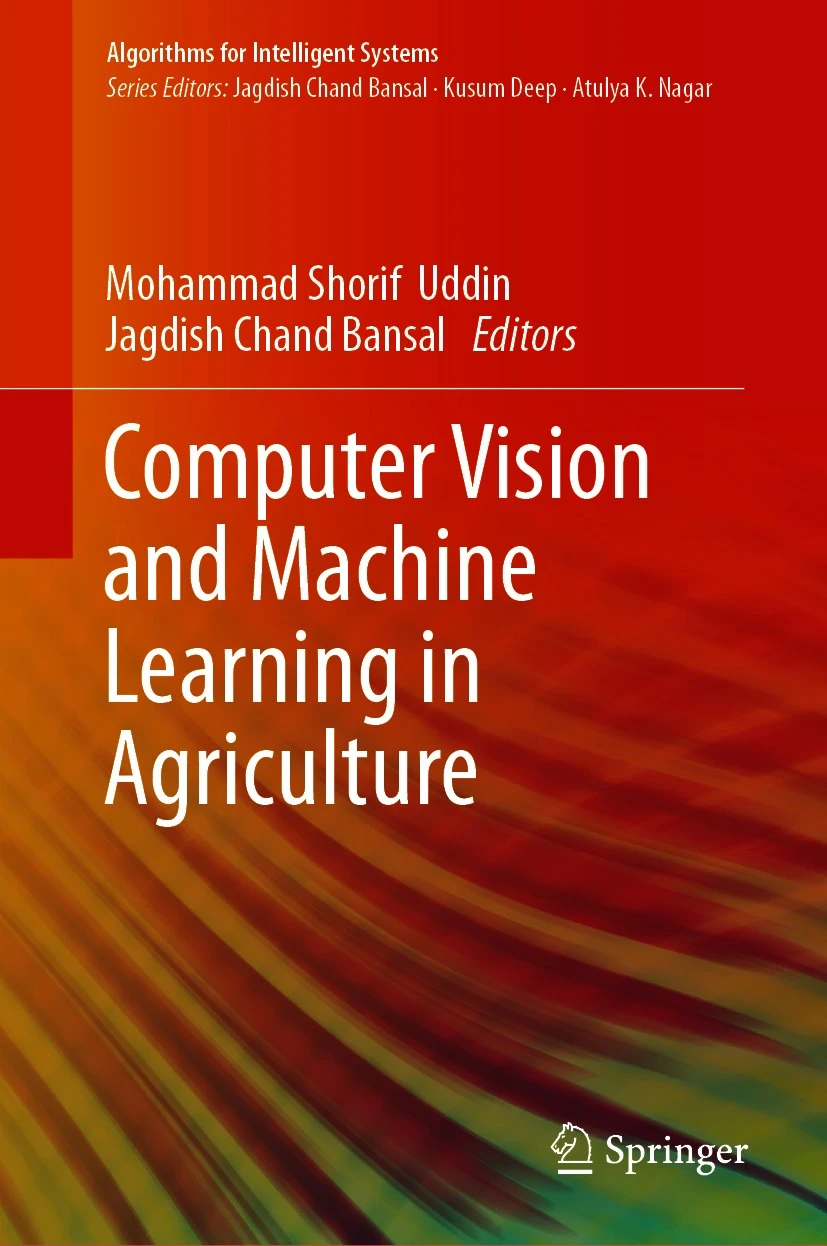 Algorithms for Intelligent Systems
Series Editors: Jagdish Chand Bansal · Kusum Deep · Atulya K. Nagar
Mohammad Shorif Uddin
Jagdish Chand Bansal Editors
Computer Vision
and Machine
Learning in
Agriculture
Springer